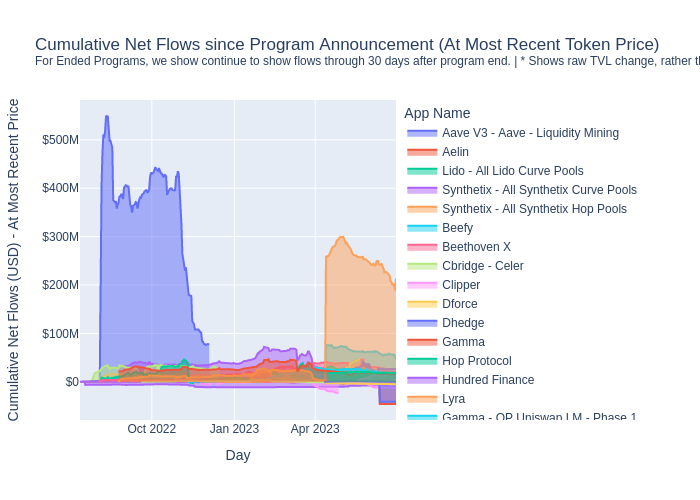 Cumulative Net Flows since Program Announcement (At Most Recent Token Price)
For Ended Programs, we show continue to show flows through 30 days after program end. | * Shows raw TVL change, rather
Cumulative Net Flows (USD) - At Most Recent Price
$500M
$400M
$300M
$200M
$100M
$0
Oct 2022
Jan 2023
Apr 2023
Day
App Name
Aave V3 - Aave - Liquidity Mining
Aelin
Lido - All Lido Curve Pools
Synthetix - All Synthetix Curve Pools
Synthetix - All Synthetix Hop Pools
Beefy
Beethoven X
Cbridge - Celer
Clipper
Dforce
Dhedge
Gamma
Hop Protocol
Hundred Finance
Lyra
Gamma - OP Uniswap LM - Phase 1